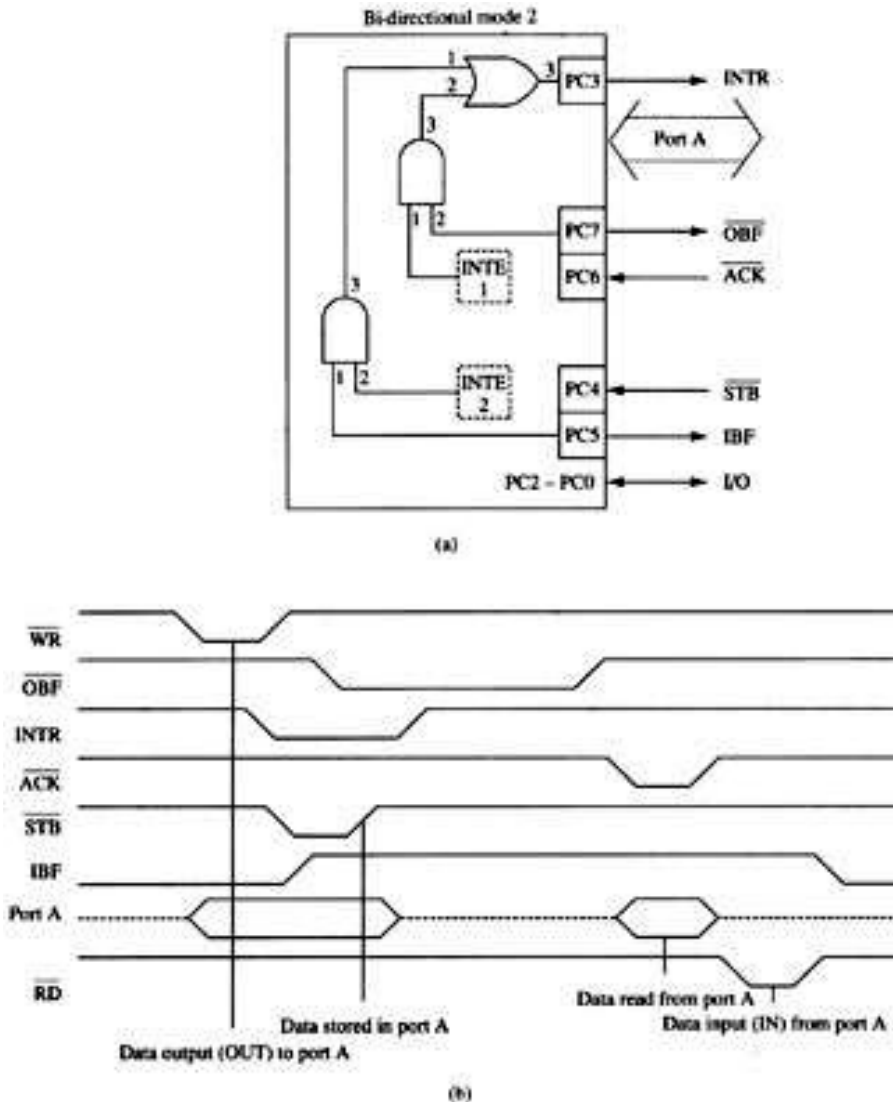 Bi-directional mode 2
1
2
3
PC3
INTR
Port A
3
1
2
PC7
OBF
INTE
1
PC6
ACK
3
1
2
INTE
2
PC4
STB
PC5
IBF
PC2 – PC0
I/O
(a)
WR
OBF
INTR
ACK
STB
IBF
Port A
RD
Data read from port A
Data stored in port A
Data input (IN) from port A
Data output (OUT) to port A
(b)